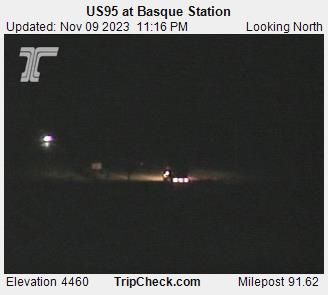 US95 at Basque Station
Updated: Nov 09 2023 11:16 PM Looking North
Elevation 4460 TripCheck.com Milepost 91.62